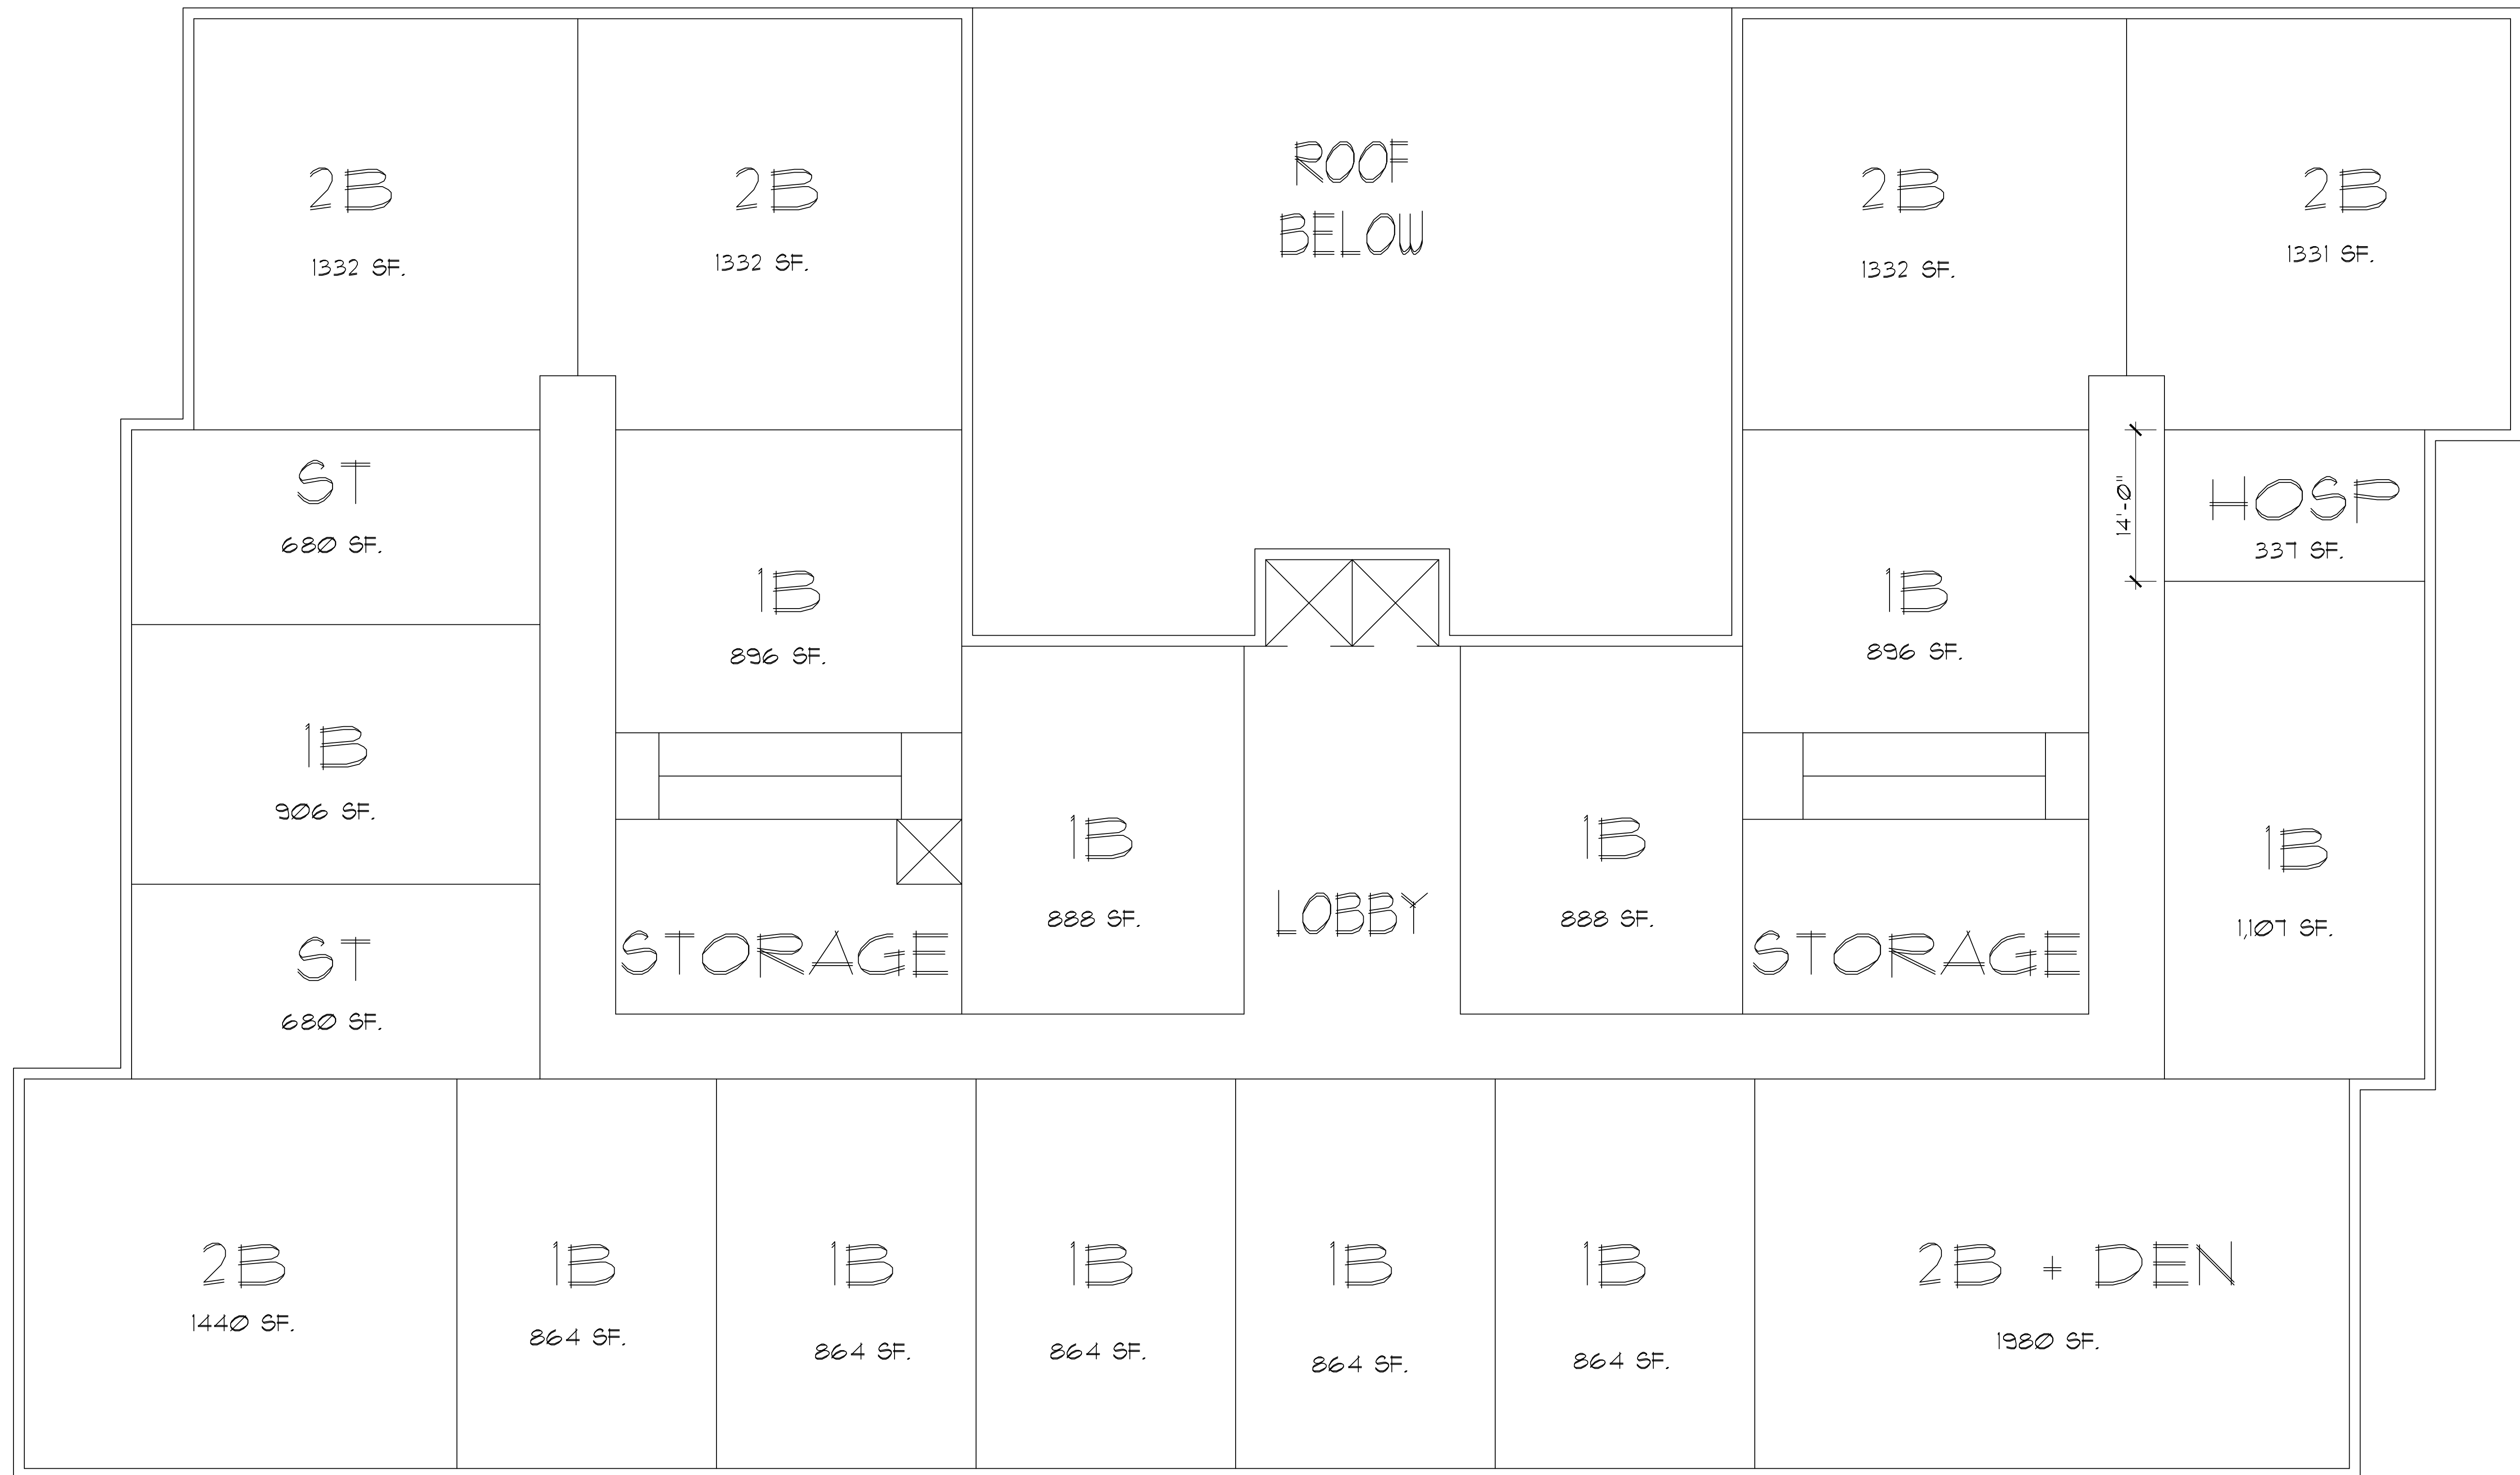 2B
1332 SF.
2B
1332 SF.
ROOF
BELOW
2B
1332 SF.
2B
1331 SF.
ST
680 SF.
1B
896 SF.
1B
896 SF.
14'-0"
HOSP
337 SF.
1B
906 SF.
1B
888 SF.
LOBBY
1B
888 SF.
1B
1,107 SF.
ST
680 SF.
STORAGE
STORAGE
2B
1440 SF.
1B
864 SF.
1B
864 SF.
1B
864 SF.
1B
864 SF.
1B
864 SF.
2B + DEN
1980 SF.